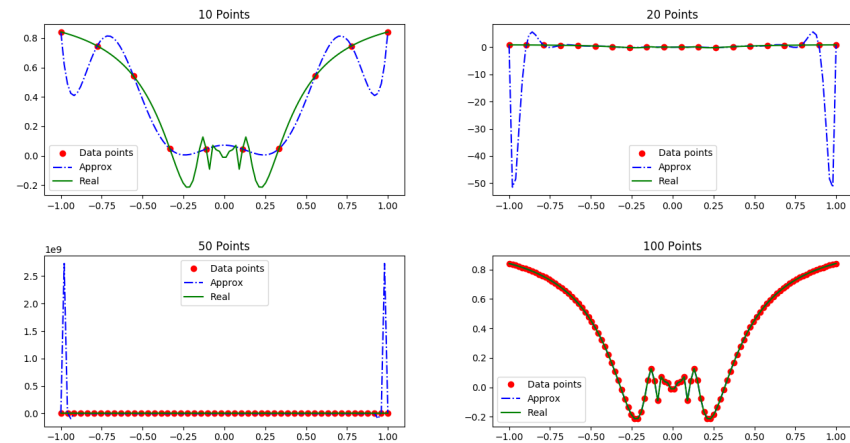 10 Points
0.8
0.6
0.4
0.2
0.0
−0.2
Data points
Approx
Real
−1.00 −0.75 −0.50 −0.25 0.00 0.25 0.50 0.75 1.00
20 Points
0
−10
−20
−30
−40
−50
Data points
Approx
Real
−1.00 −0.75 −0.50 −0.25 0.00 0.25 0.50 0.75 1.00
50 Points
1e9
2.5
2.0
1.5
1.0
0.5
0.0
Data points
Approx
Real
−1.00 −0.75 −0.50 −0.25 0.00 0.25 0.50 0.75 1.00
100 Points
0.8
0.6
0.4
0.2
0.0
−0.2
Data points
Approx
Real
−1.00 −0.75 −0.50 −0.25 0.00 0.25 0.50 0.75 1.00